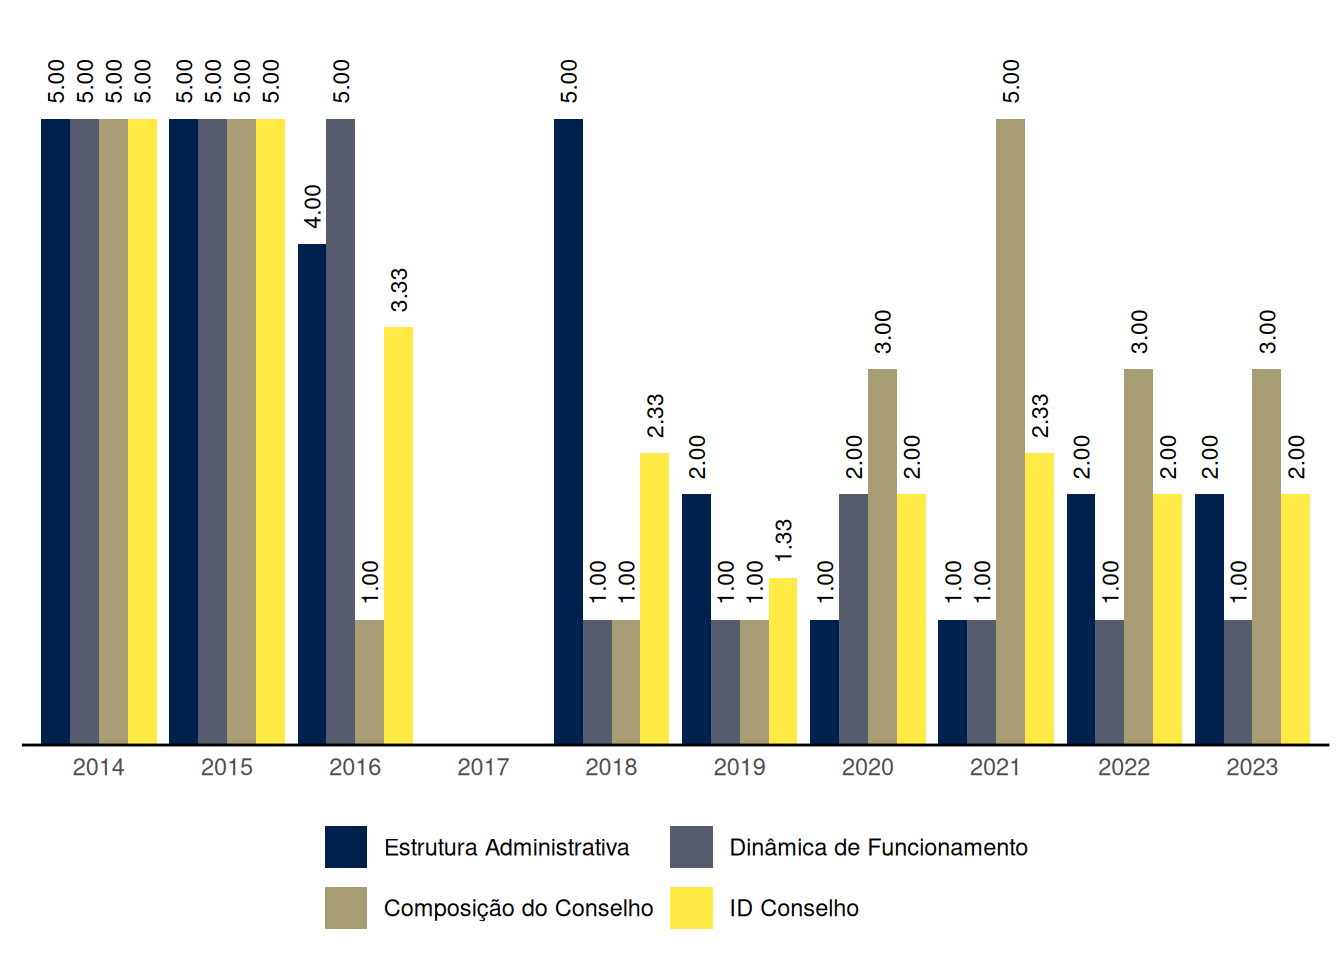 5.00 5.00 5.00 5.00 5.00 5.00 5.00 5.00 4.00 5.00 1.00 3.33 5.00 1.00 1.00 2.33 2.00 1.00 1.00 1.33 1.00 2.00 3.00 2.00 1.00 1.00 5.00 2.33 2.00 1.00 3.00 2.00 2.00 1.00 3.00 2.00
2014 2015 2016 2017 2018 2019 2020 2021 2022 2023
Estrutura Administrativa Dinâmica de Funcionamento
Composição do Conselho ID Conselho